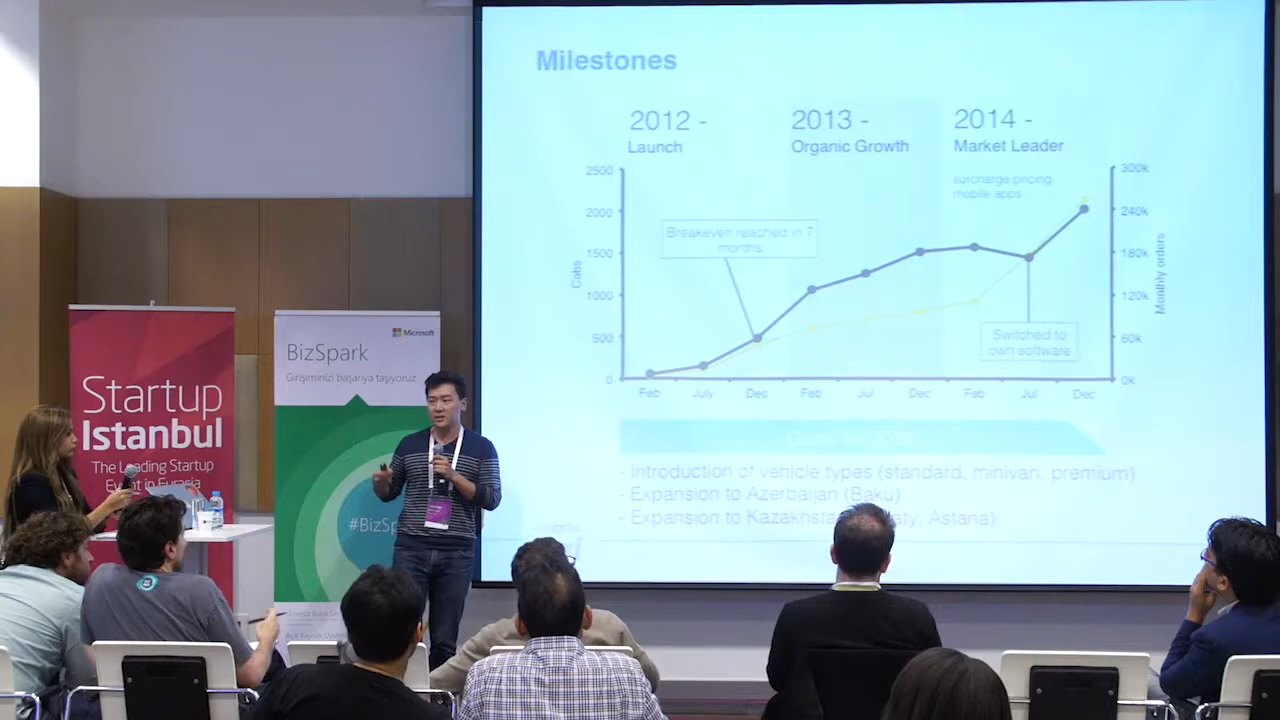 Milestones
2012 -
Launch
2013 -
Organic Growth
2014 -
Market Leader
surcharge pricing
mobile apps
2500
2000
1500
1000
500
0
Cabs
300k
240k
180k
120k
60k
0k
Monthly orders
Breakeven reached in 7
months
Switched to
own software
Feb July Dec Feb Jul Dec Feb Jul Dec
- Introduction of vehicle types (standard, minivan, premium)
- Expansion to Azerbaijan (Baku)
- Expansion to Astana)
Startup
Istanbul
The Leading Startup
Event in Eurasia
Microsoft
BizSpark
Girişiminizi başarıya taşıyoruz.
#BizSp